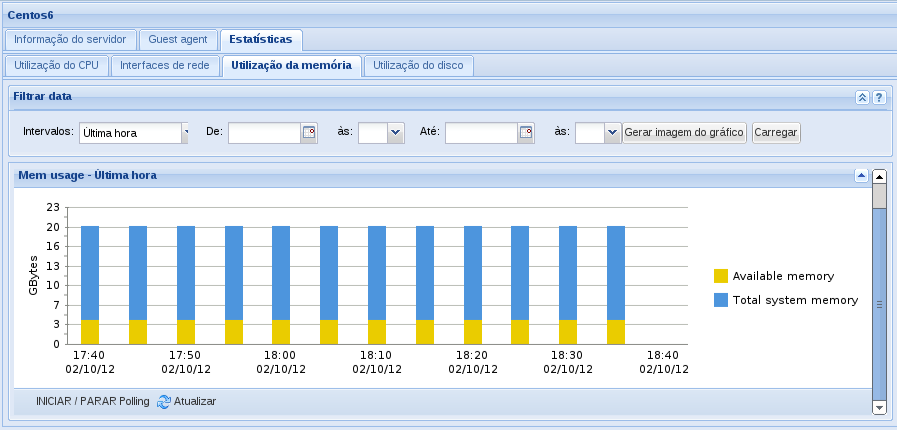 Centos6
Informação do servidor Guest agent Estatísticas
Utilização do CPU Interfaces de rede Utilização da memória Utilização do disco
Filtrar data ?
Intervalos: Última hora De: às: Até: às: Gerar imagem do gráfico Carregar
Mem usage - Última hora
23
20
16
13
10
7
3
0
GBytes
17:40 17:50 18:00 18:10 18:20 18:30 18:40
02/10/12 02/10/12 02/10/12 02/10/12 02/10/12 02/10/12 02/10/12
Available memory
Total system memory
INICIAR / PARAR Polling Atualizar